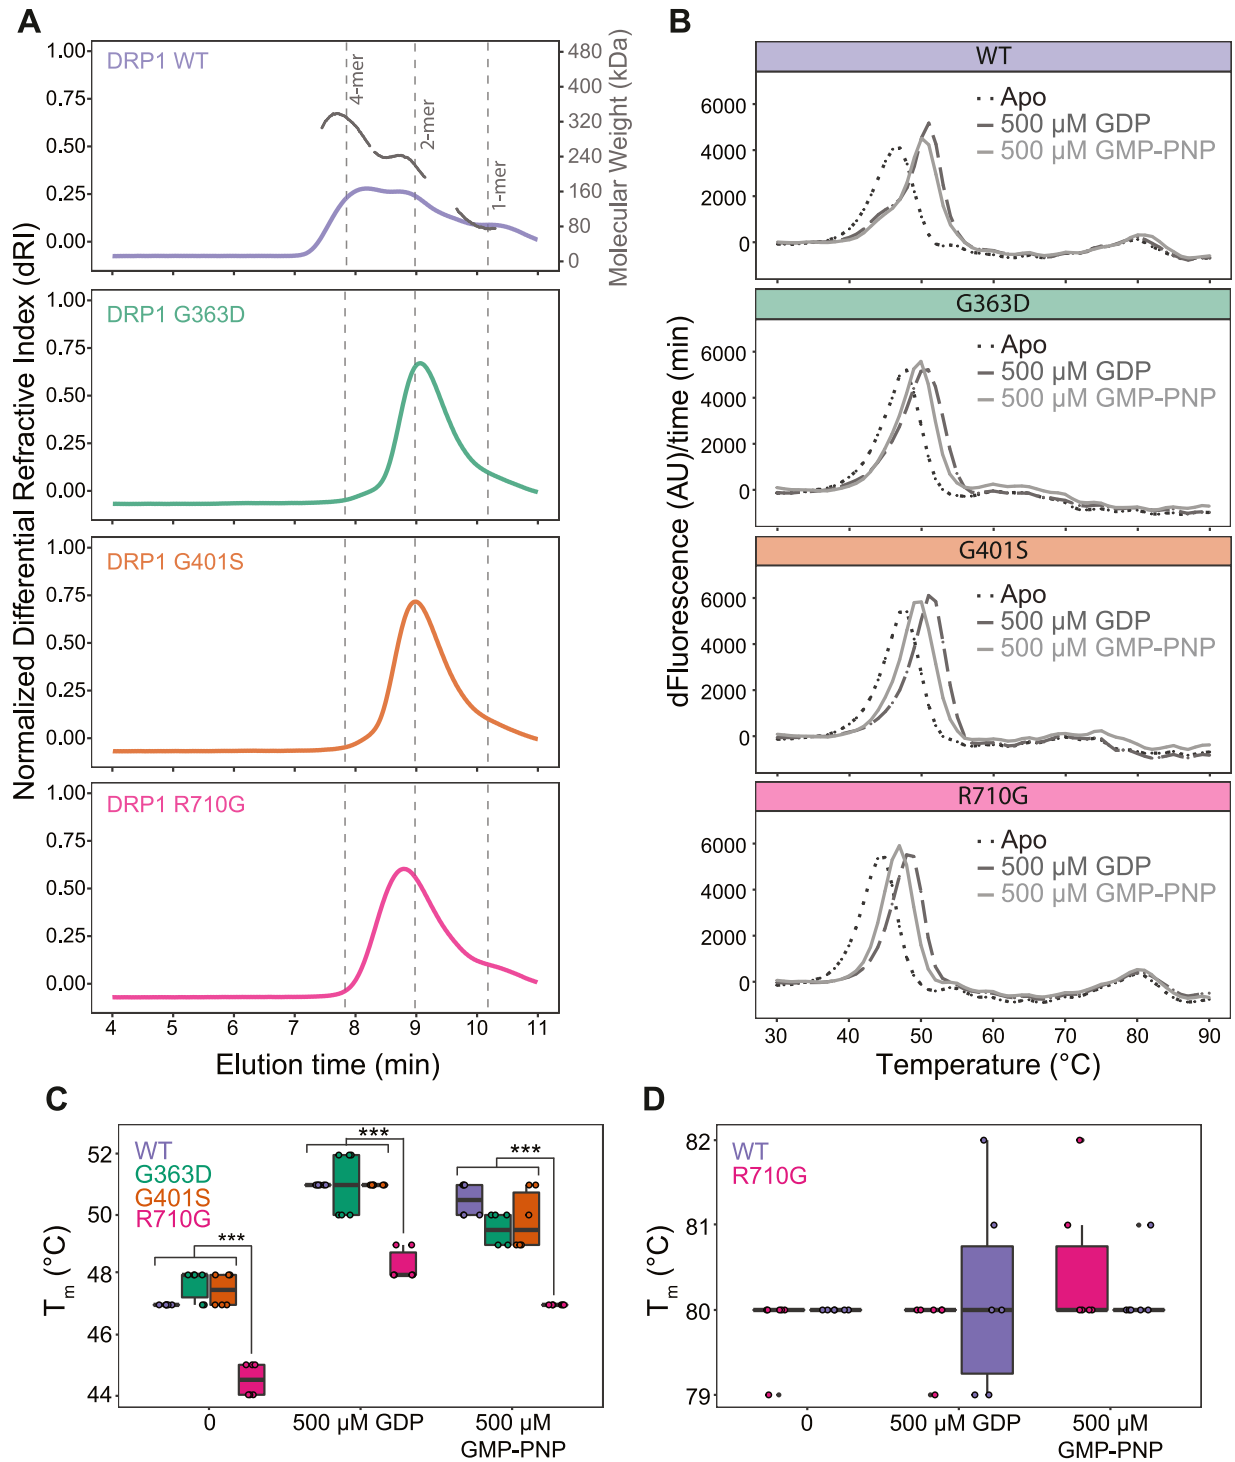 A
DRP1 WT
1.00
0.75
0.50
0.25
0.00
4-mer
2-mer
1-mer
480
400
320
240
160
80
0
Molecular Weight (kDa)
Normalized Differential Refractive Index (dRI)
DRP1 G363D
1.00
0.75
0.50
0.25
0.00
DRP1 G401S
1.00
0.75
0.50
0.25
0.00
DRP1 R710G
1.00
0.75
0.50
0.25
0.00
4 5 6 7 8 9 10 11
Elution time (min)
B
WT
Apo
500 µM GDP
500 µM GMP-PNP
6000
4000
2000
0
dFluorescence (AU)/time (min)
G363D
Apo
500 µM GDP
500 µM GMP-PNP
6000
4000
2000
0
G401S
Apo
500 µM GDP
500 µM GMP-PNP
6000
4000
2000
0
R710G
Apo
500 µM GDP
500 µM GMP-PNP
6000
4000
2000
0
30 40 50 60 70 80 90
Temperature (°C)
C
WT
G363D
G401S
R710G
***
***
***
52
50
48
46
44
Tm (°C)
0
500 µM GDP
500 µM
GMP-PNP
D
WT
R710G
82
81
80
79
Tm (°C)
0
500 µM GDP
500 µM
GMP-PNP